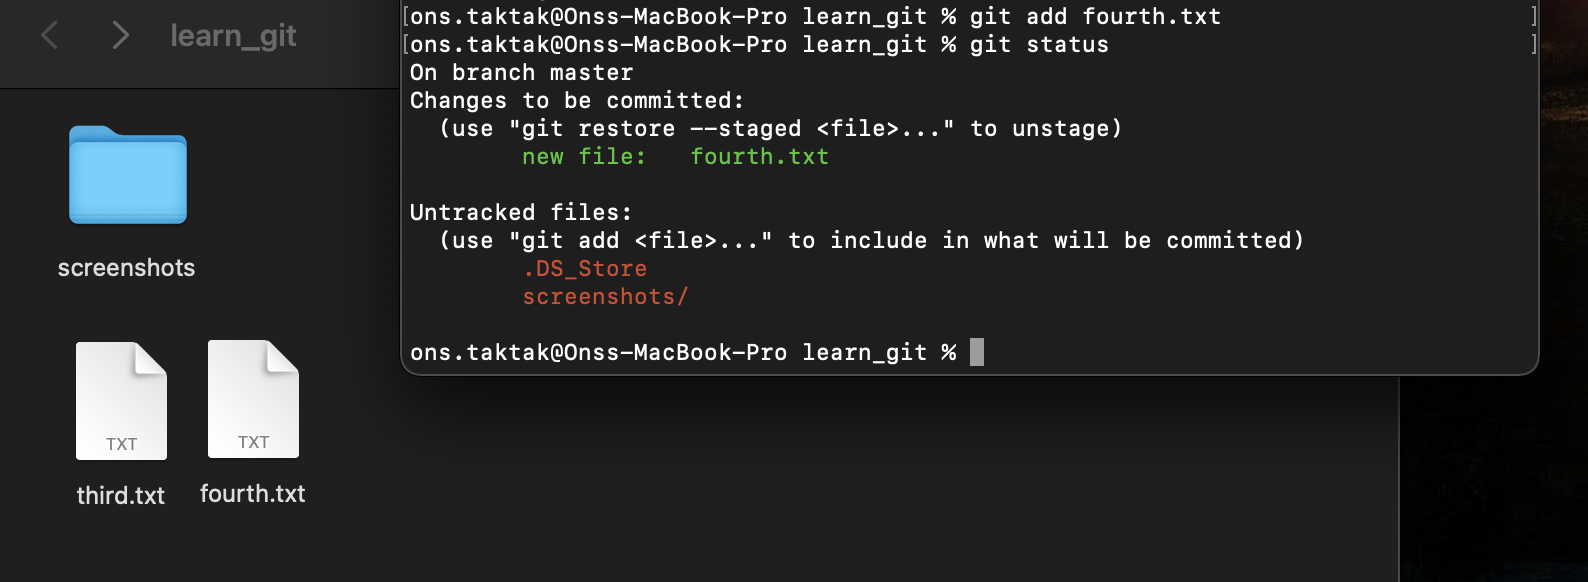 learn_git
screenshots
TXT
TXT
third.txt
fourth.txt
[ons.taktak@Onss-MacBook-Pro learn_git % git add fourth.txt ]
[ons.taktak@Onss-MacBook-Pro learn_git % git status ]
On branch master
Changes to be committed:
  (use "git restore --staged <file>..." to unstage)
        new file:   fourth.txt

Untracked files:
  (use "git add <file>..." to include in what will be committed)
        .DS_Store
        screenshots/

ons.taktak@Onss-MacBook-Pro learn_git %